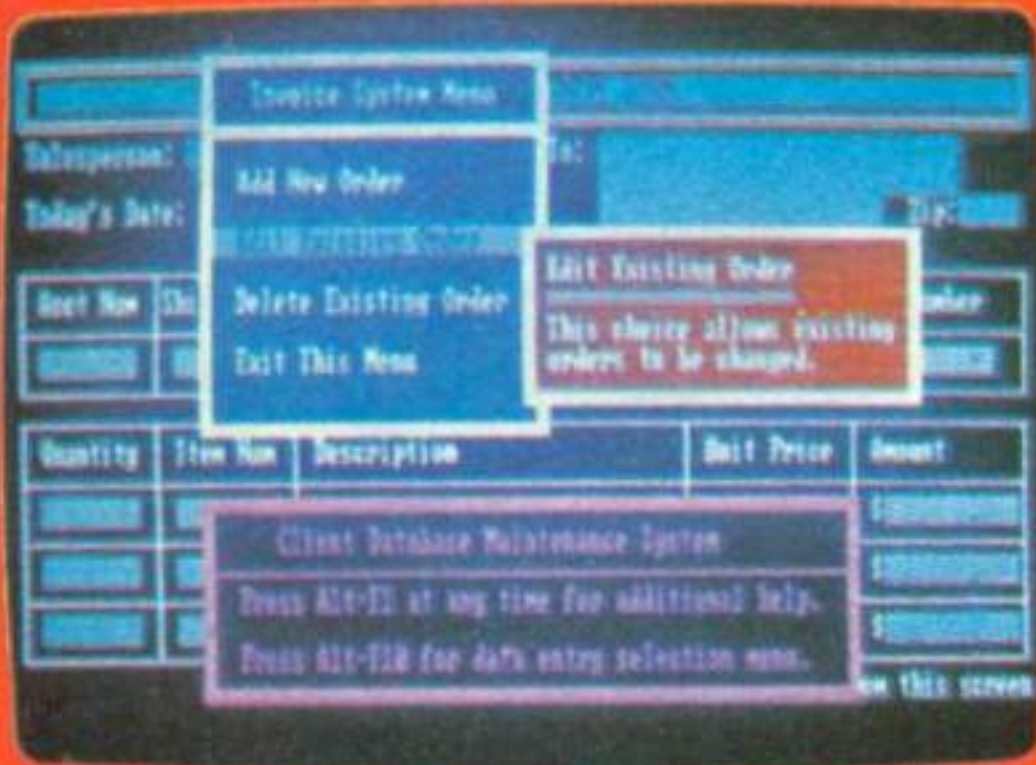 Invoice System Menu
Salesperson:
To:
Add New Order
Today's Date:
Zip:
Edit Existing Order
Acct Num
Delete Existing Order
This choice allows existing
orders to be changed.
Exit This Menu
Quantity
Item Num
Description
Unit Price
Amount
$
Client Database Maintenance System
$
Press Alt-F1 at any time for additional help.
$
Press Alt-F10 for data entry selection menu.
this screen